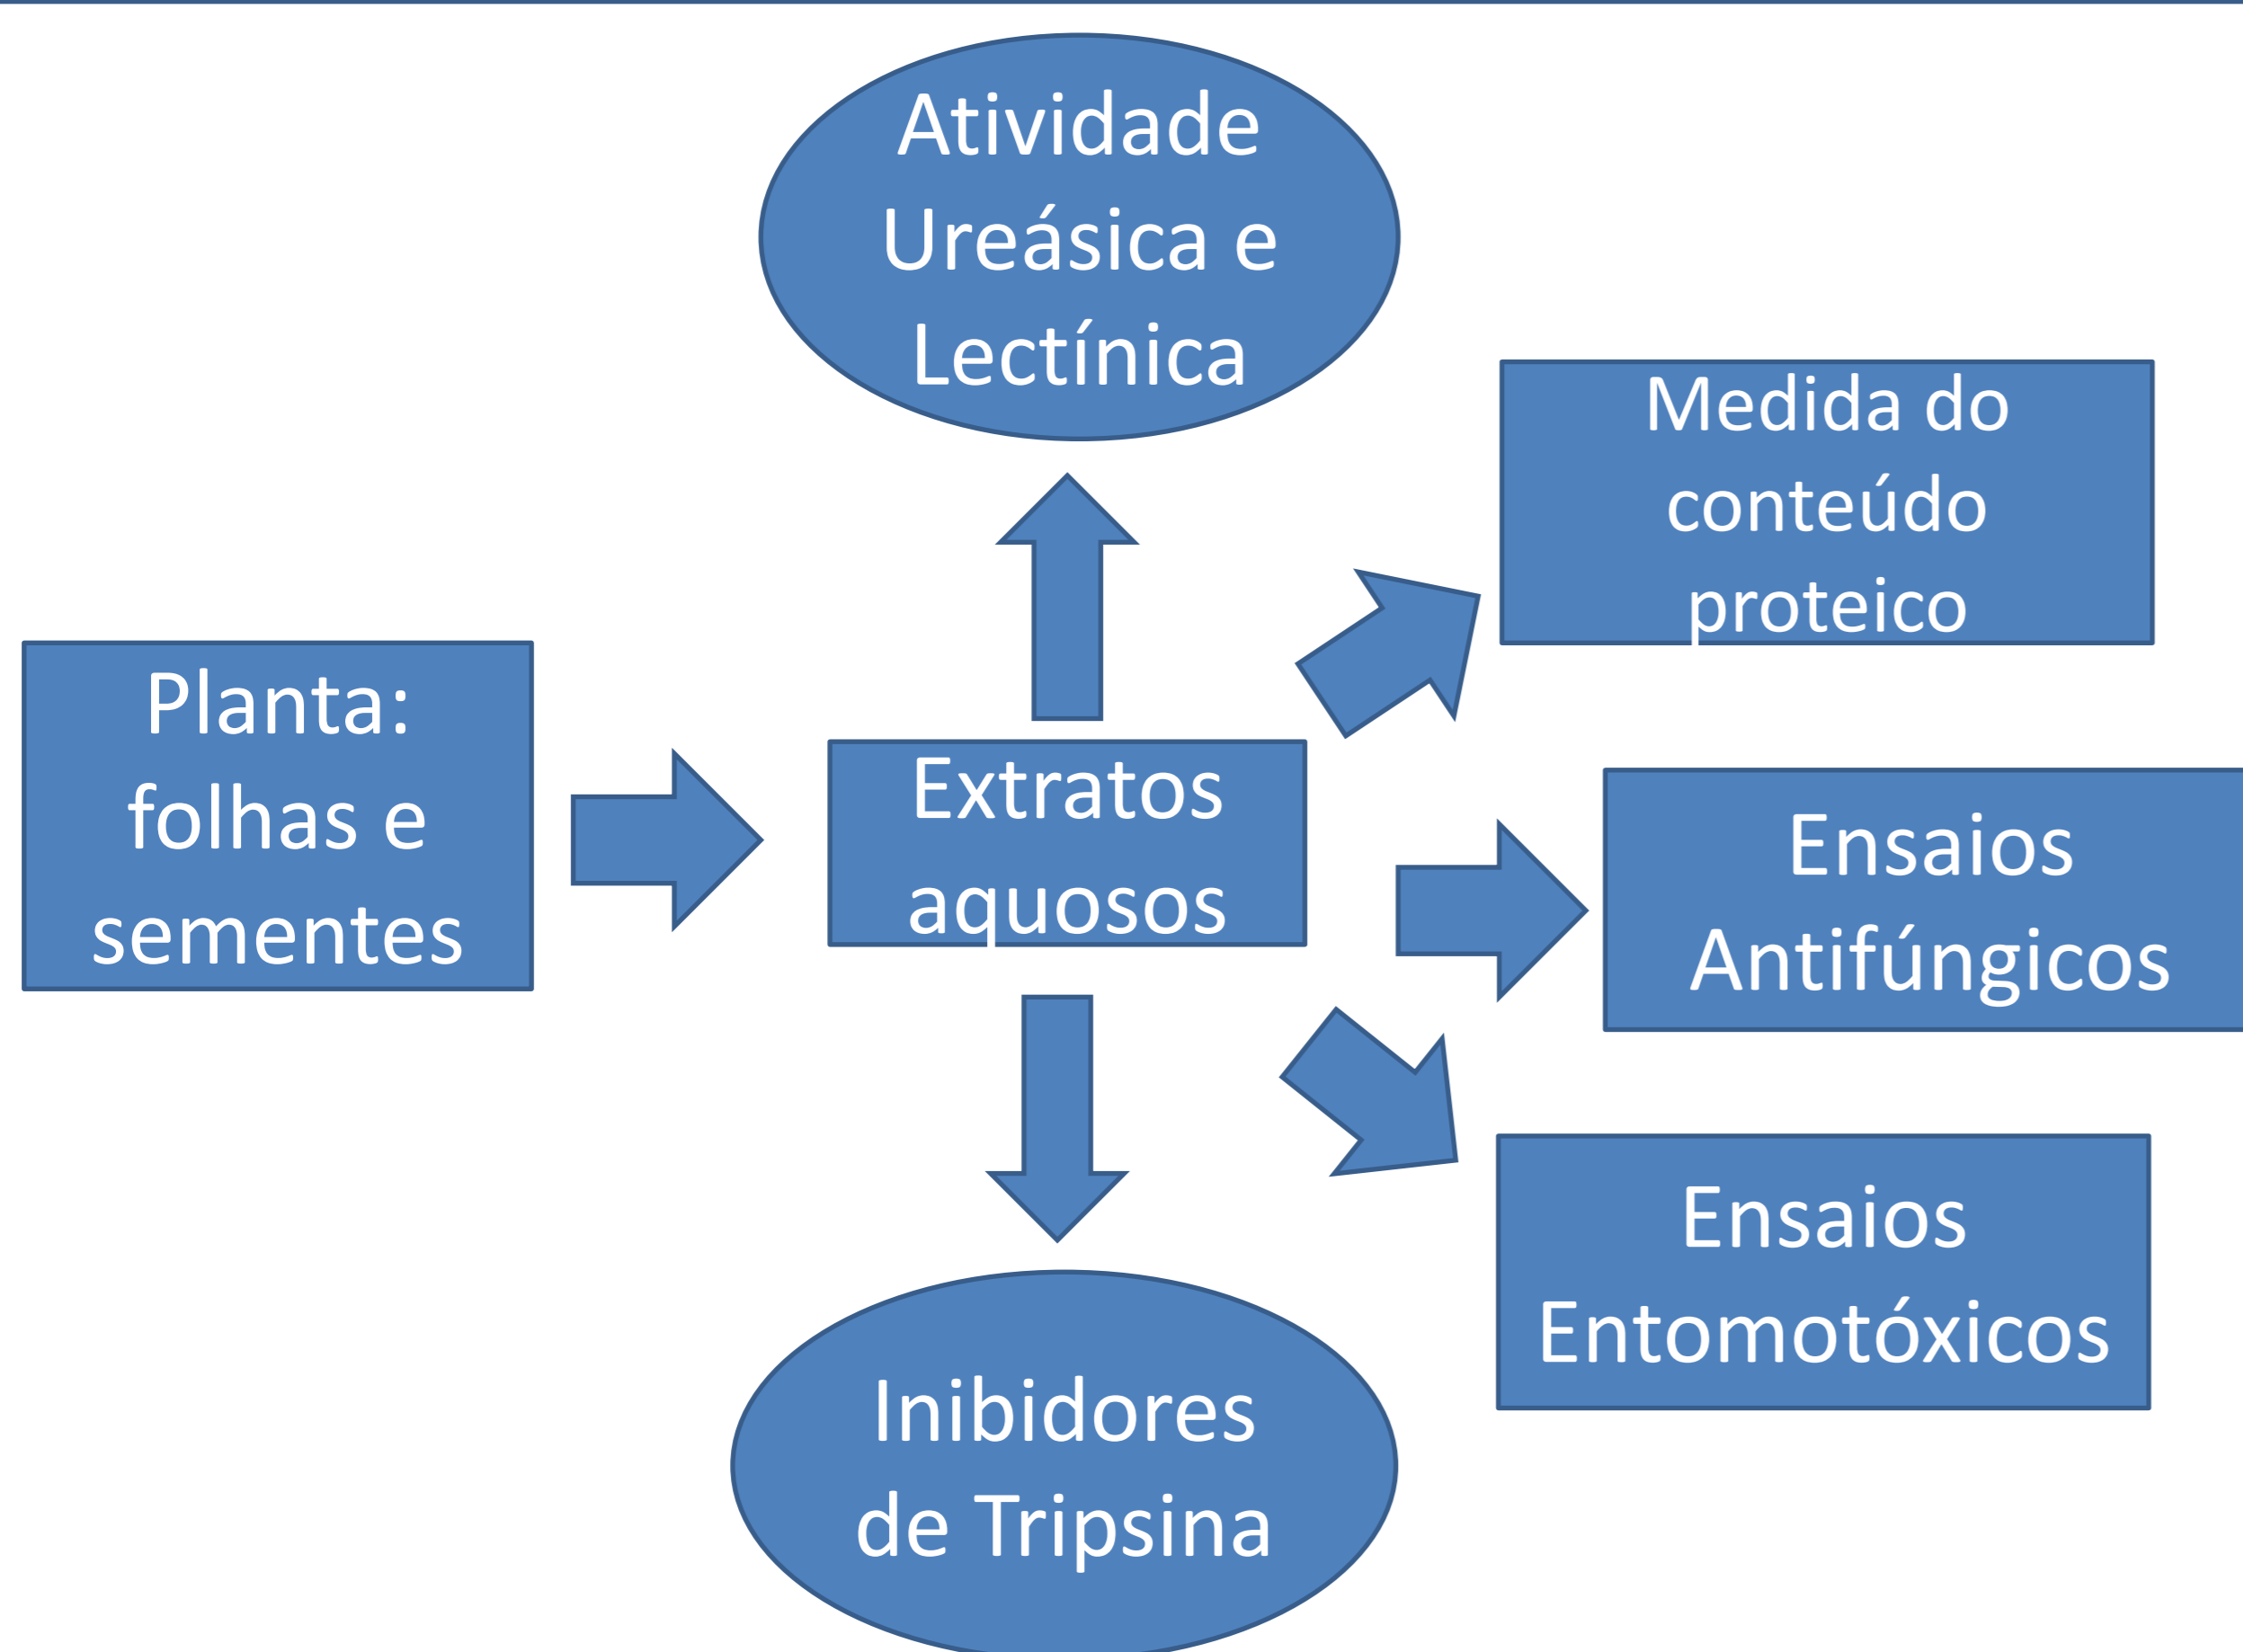 Atividade
Ureásica e
Lectínica
Medida do
conteúdo
proteico
Planta:
folhas e
sementes
Extratos
aquosos
Ensaios
Antifúngicos
Ensaios
Entomotóxicos
Inibidores
de Tripsina